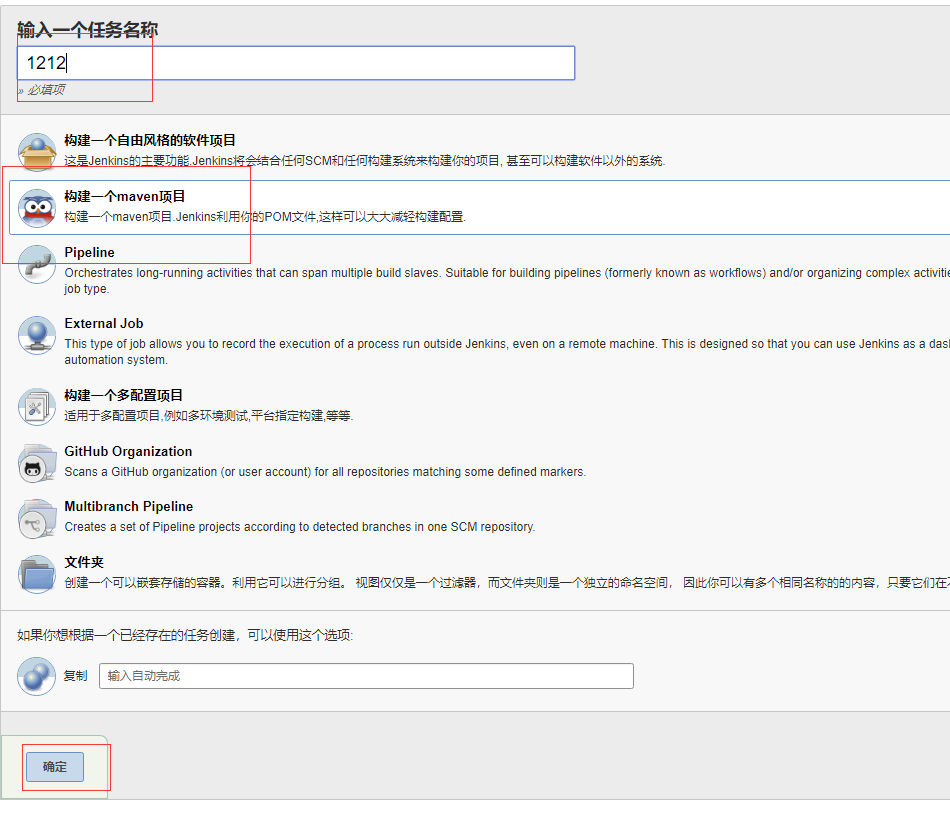 输入一个任务名称
1212
» 必填项
构建一个自由风格的软件项目
这是Jenkins的主要功能.Jenkins将会结合任何SCM和任何构建系统来构建你的项目, 甚至可以构建软件以外的系统.
构建一个maven项目
构建一个maven项目.Jenkins利用你的POM文件,这样可以大大减轻构建配置.
Pipeline
Orchestrates long-running activities that can span multiple build slaves. Suitable for building pipelines (formerly known as workflows) and/or organizing complex activitie
job type.
External Job
This type of job allows you to record the execution of a process run outside Jenkins, even on a remote machine. This is designed so that you can use Jenkins as a das
automation system.
构建一个多配置项目
适用于多配置项目,例如多环境测试,平台指定构建,等等.
GitHub Organization
Scans a GitHub organization (or user account) for all repositories matching some defined markers.
Multibranch Pipeline
Creates a set of Pipeline projects according to detected branches in one SCM repository.
文件夹
创建一个可以嵌套存储的容器。利用它可以进行分组。 视图仅仅是一个过滤器，而文件夹则是一个独立的命名空间， 因此你可以有多个相同名称的的内容，只要它们在
如果你想根据一个已经存在的任务创建，可以使用这个选项:
复制
输入自动完成
确定